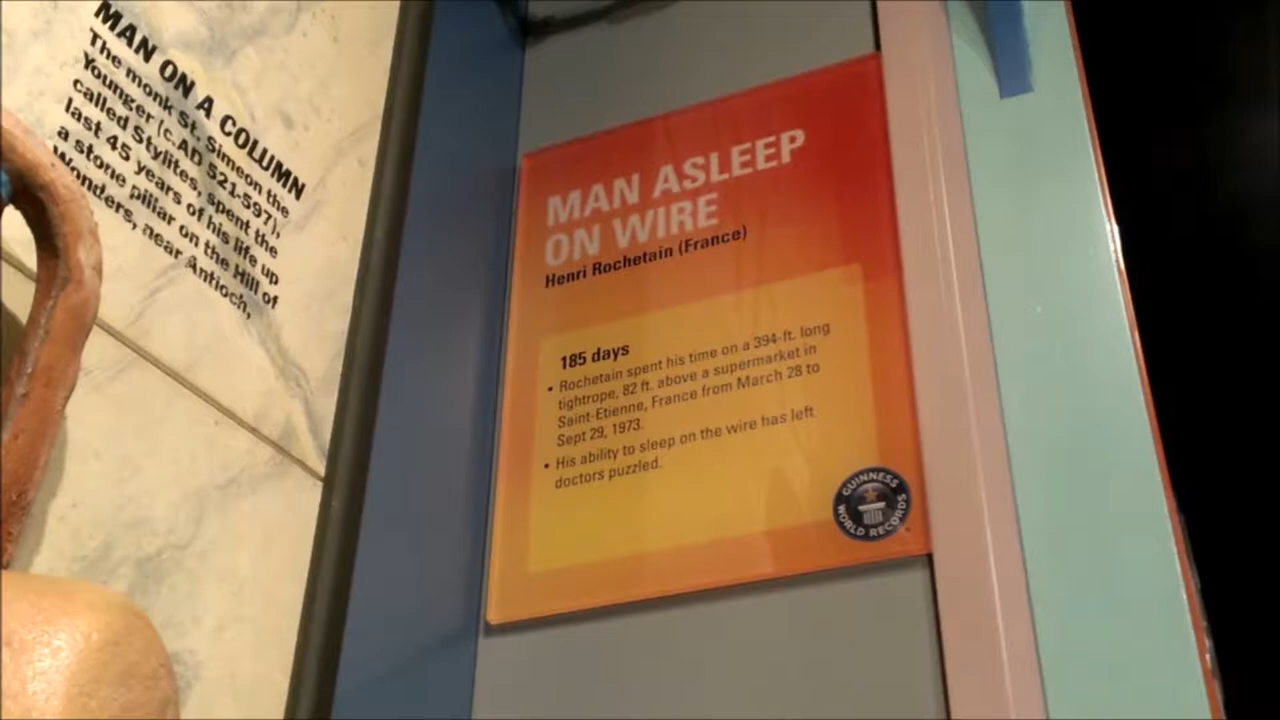 MAN ON A COLUMN
The monk St. Simeon the
Younger (c.AD 521-597),
called Stylites, spent the
last 45 years of his life up
a stone pillar on the Hill of
Wonders, near Antioch,
MAN ASLEEP
ON WIRE
Henri Rochetain (France)
185 days
• Rochetain spent his time on a 394-ft. long
tightrope, 82 ft. above a supermarket in
Saint-Etienne, France from March 28 to
Sept 29, 1973.
• His ability to sleep on the wire has left
doctors puzzled.
GUINNESS
WORLD RECORDS